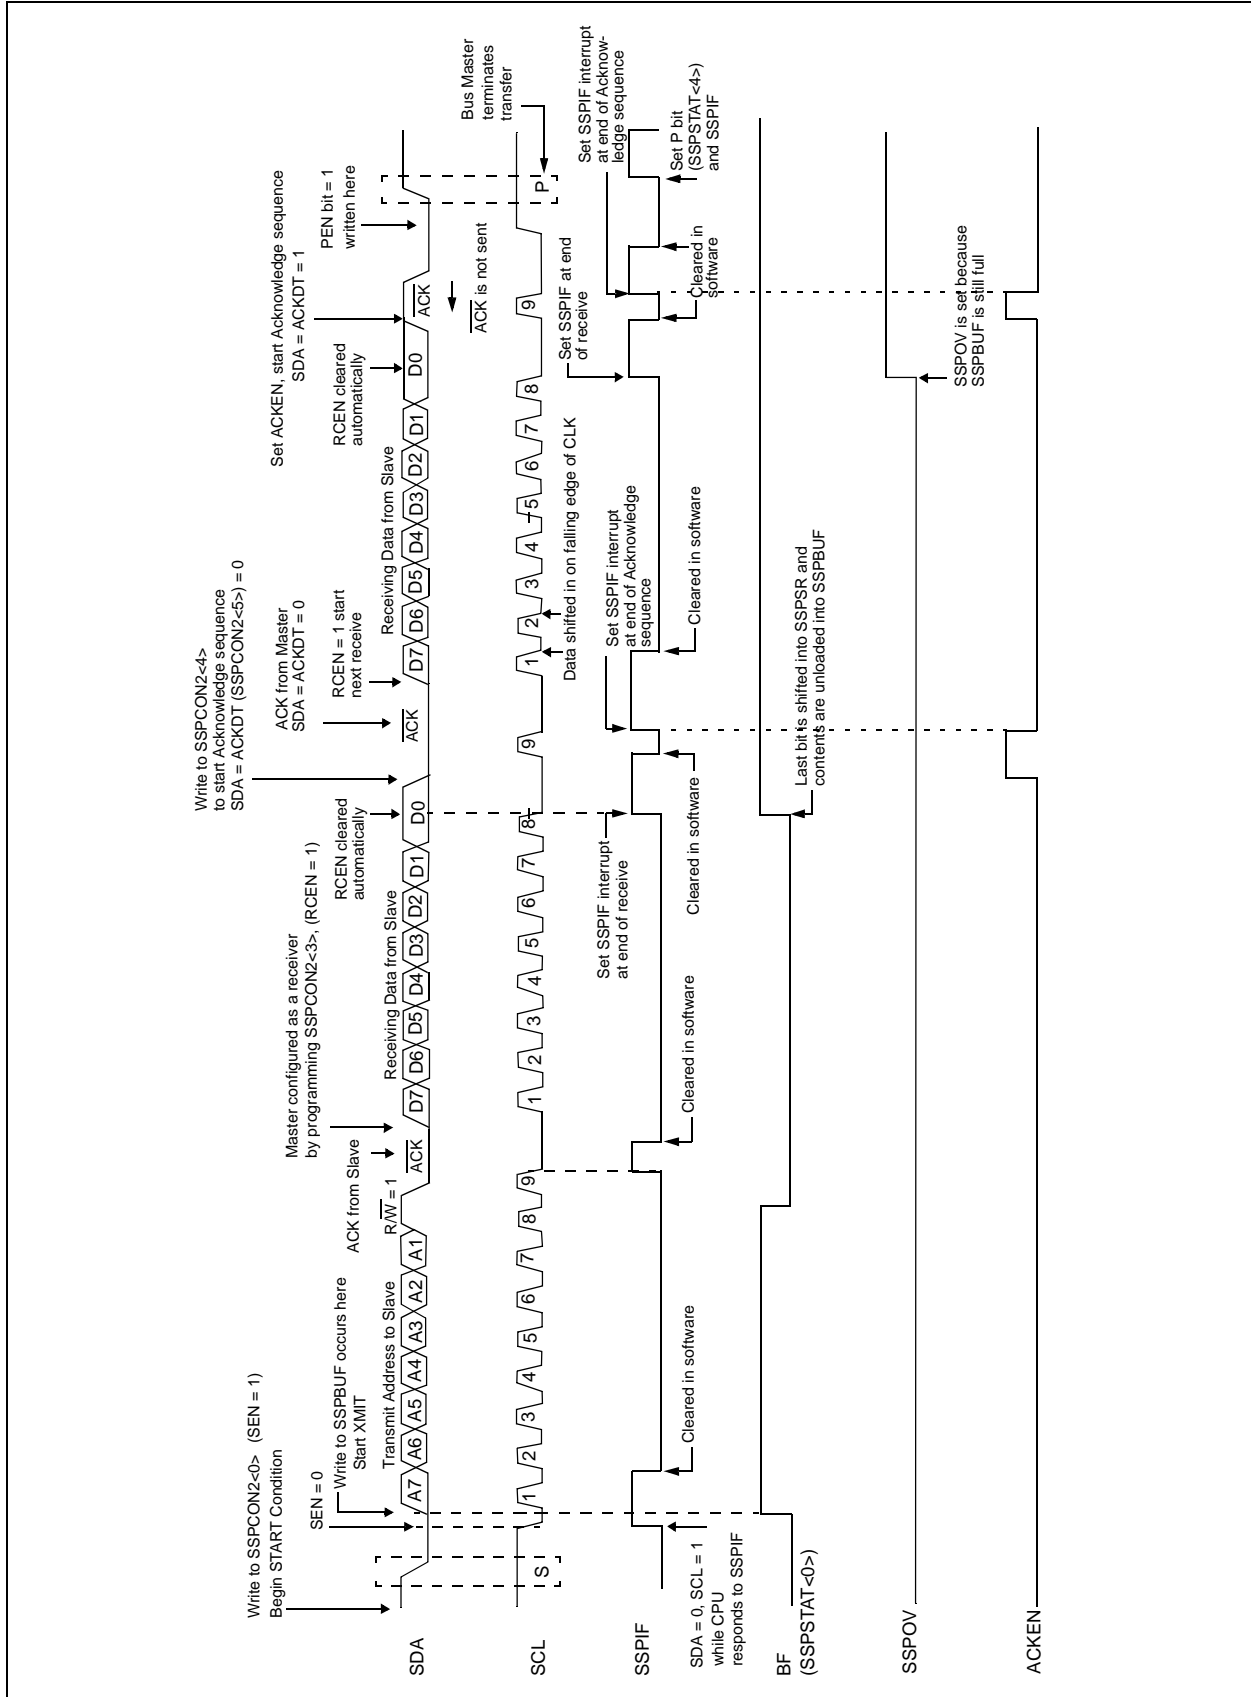 Write to SSPCON2<0> (SEN = 1)
Begin START Condition
SEN = 0
Write to SSPBUF occurs here
Start XMIT
Transmit Address to Slave
ACK from Slave
R/W = 1
Master configured as a receiver
by programming SSPCON2<3>, (RCEN = 1)
Receiving Data from Slave
RCEN cleared
automatically
Write to SSPCON2<4>
to start Acknowledge sequence
SDA = ACKDT (SSPCON2<5>) = 0
ACK from Master
SDA = ACKDT = 0
RCEN = 1 start
next receive
Receiving Data from Slave
RCEN cleared
automatically
Set ACKEN, start Acknowledge sequence
SDA = ACKDT = 1
PEN bit = 1
written here
SDA
A7 A6 A5 A4 A3 A2 A1
ACK
D7 D6 D5 D4 D3 D2 D1 D0
ACK
D7 D6 D5 D4 D3 D2 D1 D0
ACK
ACK is not sent
Bus Master
terminates
transfer
SCL
S
1 2 3 4 5 6 7 8 9
1 2 3 4 5 6 7 8 9
1 2 3 4 5 6 7 8 9
P
Data shifted in on falling edge of CLK
Set SSPIF interrupt
at end of receive
Set SSPIF interrupt
at end of Acknowledge
sequence
Set SSPIF at end
of receive
Set SSPIF interrupt
at end of Acknow-
ledge sequence
SSPIF
SDA = 0, SCL = 1
while CPU
responds to SSPIF
Cleared in software
Cleared in software
Cleared in software
Cleared in software
Cleared in
software
Set P bit
(SSPSTAT<4>)
and SSPIF
BF
(SSPSTAT<0>)
Last bit is shifted into SSPSR and
contents are unloaded into SSPBUF
SSPOV
SSPOV is set because
SSPBUF is still full
ACKEN